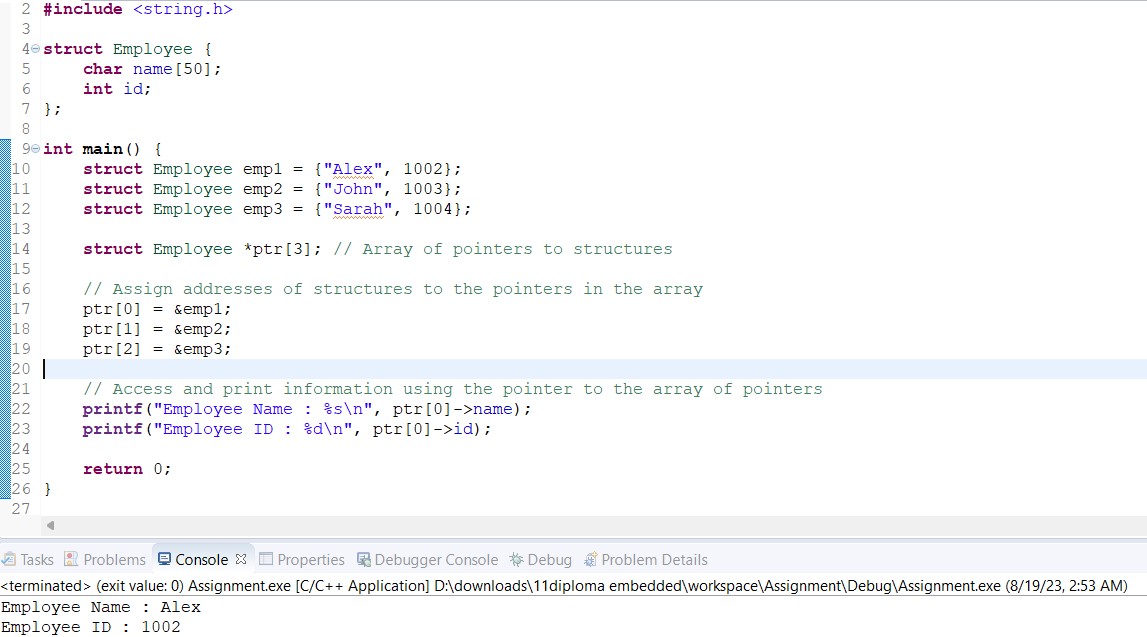 2 #include <string.h>
3
4 struct Employee {
5     char name[50];
6     int id;
7 };
8
9 int main() {
10     struct Employee emp1 = {"Alex", 1002};
11     struct Employee emp2 = {"John", 1003};
12     struct Employee emp3 = {"Sarah", 1004};
13
14     struct Employee *ptr[3]; // Array of pointers to structures
15
16     // Assign addresses of structures to the pointers in the array
17     ptr[0] = &emp1;
18     ptr[1] = &emp2;
19     ptr[2] = &emp3;
20
21     // Access and print information using the pointer to the array of pointers
22     printf("Employee Name : %s\n", ptr[0]->name);
23     printf("Employee ID : %d\n", ptr[0]->id);
24
25     return 0;
26 }
27
Tasks Problems Console Properties Debugger Console Debug Problem Details
<terminated> (exit value: 0) Assignment.exe [C/C++ Application] D:\downloads\11diploma embedded\workspace\Assignment\Debug\Assignment.exe (8/19/23, 2:53 AM)
Employee Name : Alex
Employee ID : 1002